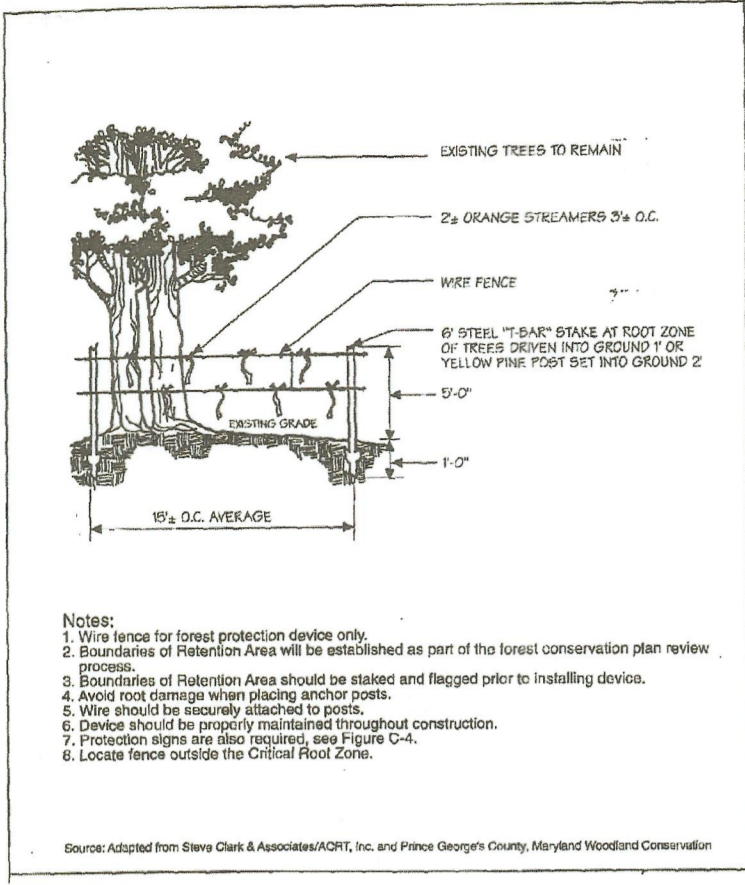 EXISTING TREES TO REMAIN
2'± ORANGE STREAMERS 3'± O.C.
WIRE FENCE
6' STEEL "T-BAR" STAKE AT ROOT ZONE
OF TREES DRIVEN INTO GROUND 1' OR
YELLOW PINE POST SET INTO GROUND 2'
5'-0"
EXISTING GRADE
1'-0"
15'± O.C. AVERAGE
Notes:
1. Wire fence for forest protection device only.
2. Boundaries of Retention Area will be established as part of the forest conservation plan review
process.
3. Boundaries of Retention Area should be staked and flagged prior to installing device.
4. Avoid root damage when placing anchor posts.
5. Wire should be securely attached to posts.
6. Device should be properly maintained throughout construction.
7. Protection signs are also required, see Figure C-4.
8. Locate fence outside the Critical Root Zone.
Source: Adapted from Steve Clark & Associates/ACRT, Inc. and Prince George's County, Maryland Woodland Conservation